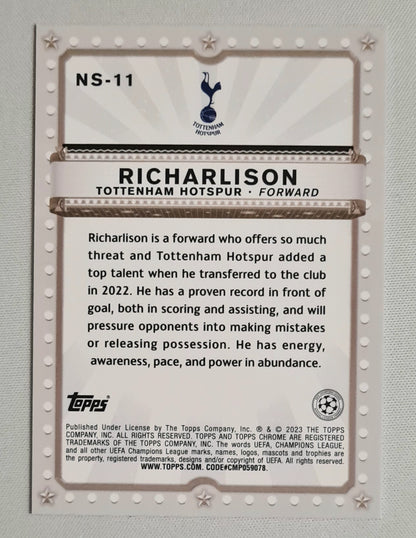 NS-11
TOTTENHAM
HOTSPUR
RICHARLISON
TOTTENHAM HOTSPUR · FORWARD
Richarlison is a forward who offers so much
threat and Tottenham Hotspur added a
top talent when he transferred to the club
in 2022. He has a proven record in front of
goal, both in scoring and assisting, and will
pressure opponents into making mistakes
or releasing possession. He has energy,
awareness, pace, and power in abundance.
Topps
Published Under License by The Topps Company, Inc. ® & © 2023 THE TOPPS
COMPANY, INC. ALL RIGHTS RESERVED. TOPPS AND TOPPS CHROME ARE REGISTERED
TRADEMARKS OF THE TOPPS COMPANY, INC. The words UEFA, CHAMPIONS LEAGUE,
and all other UEFA Champions League marks, names, logos, mascots and trophies are
the property, registered trademarks, designs and/or copyright of UEFA. All rights reserved.
WWW.TOPPS.COM. CODE#CMP059078.